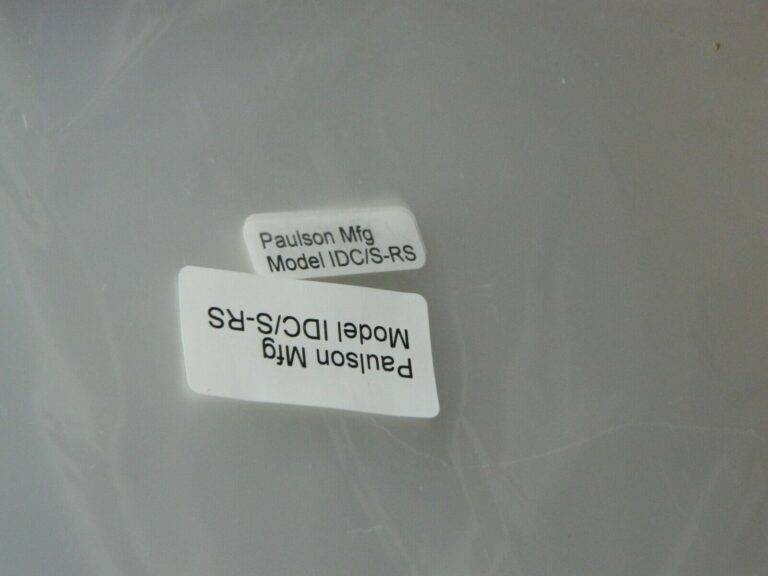 Paulson Mfg
Model IDC/S-RS
Paulson Mfg
Model IDC/S-RS